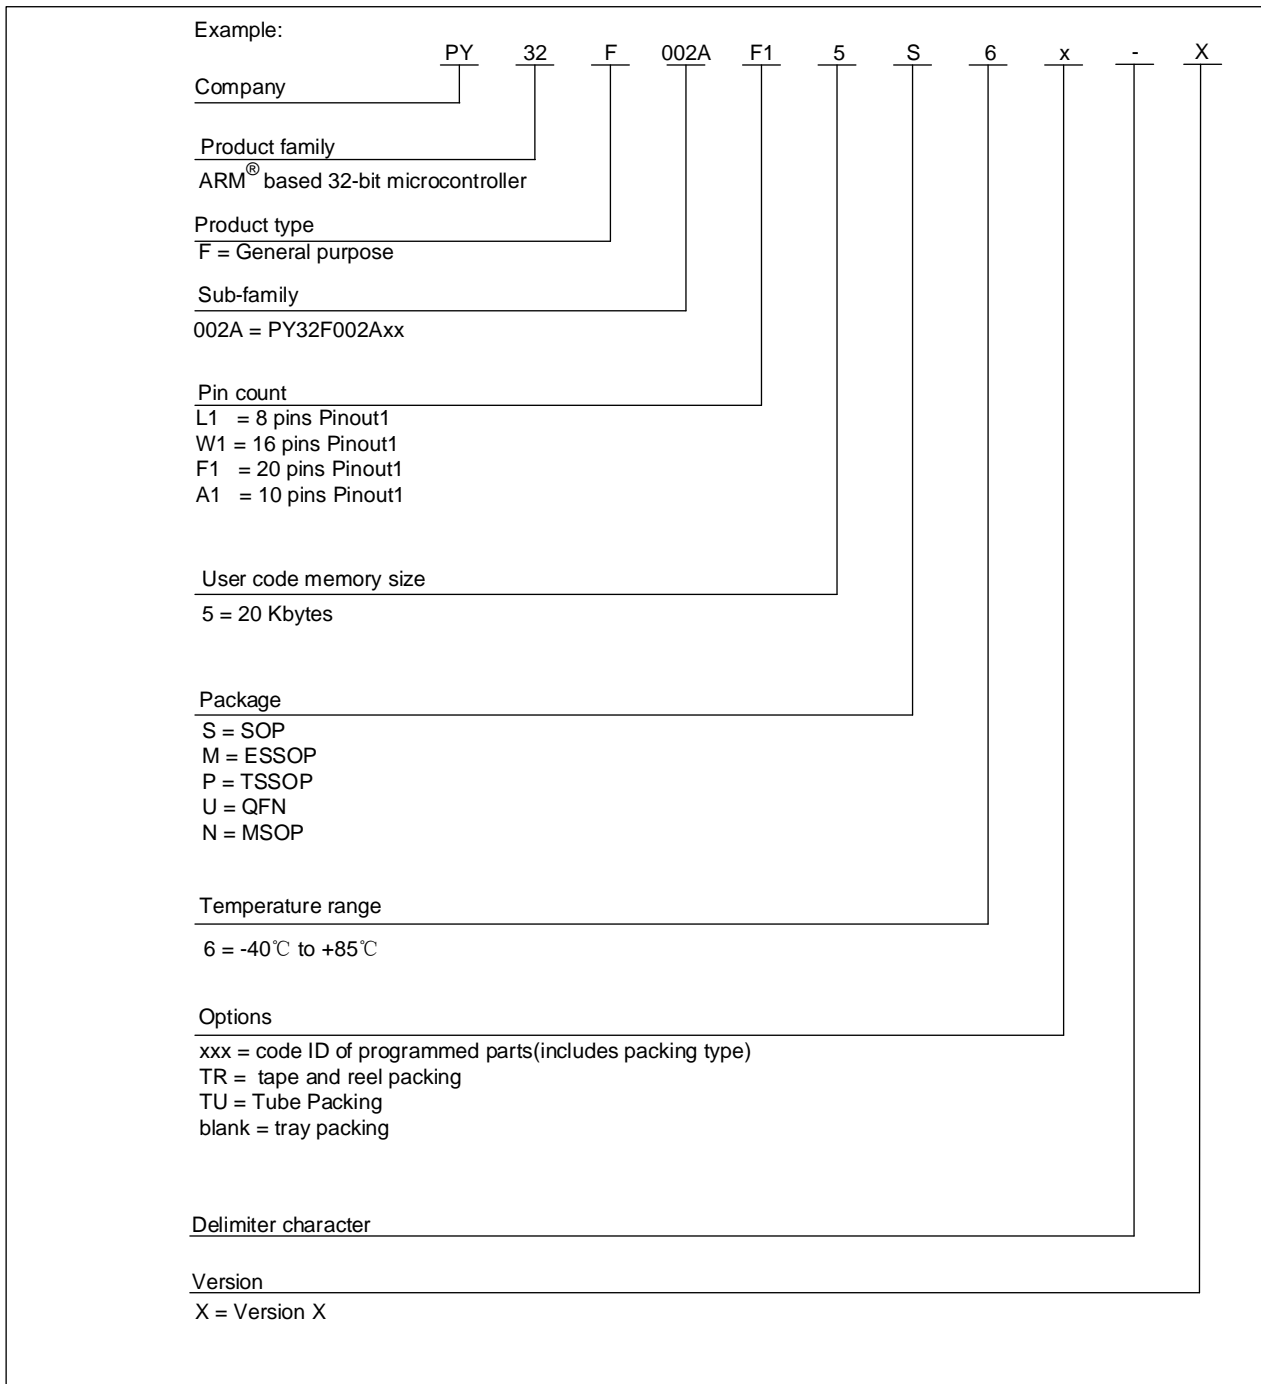 Example:
PY 32 F 002A F1 5 S 6 x - X
Company
Product family
ARM® based 32-bit microcontroller
Product type
F = General purpose
Sub-family
002A = PY32F002Axx
Pin count
L1 = 8 pins Pinout1
W1 = 16 pins Pinout1
F1 = 20 pins Pinout1
A1 = 10 pins Pinout1
User code memory size
5 = 20 Kbytes
Package
S = SOP
M = ESSOP
P = TSSOP
U = QFN
N = MSOP
Temperature range
6 = -40℃ to +85℃
Options
xxx = code ID of programmed parts(includes packing type)
TR = tape and reel packing
TU = Tube Packing
blank = tray packing
Delimiter character
Version
X = Version X